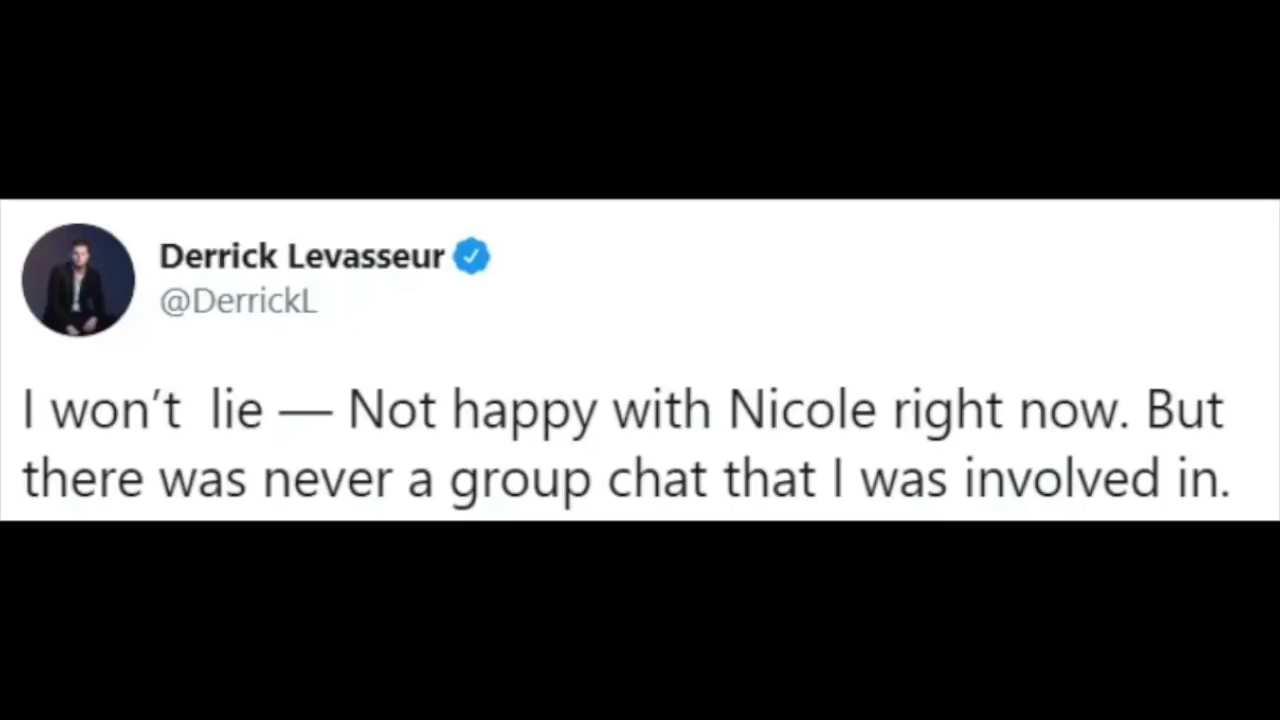 Derrick Levasseur
@DerrickL
I won’t  lie — Not happy with Nicole right now. But
there was never a group chat that I was involved in.